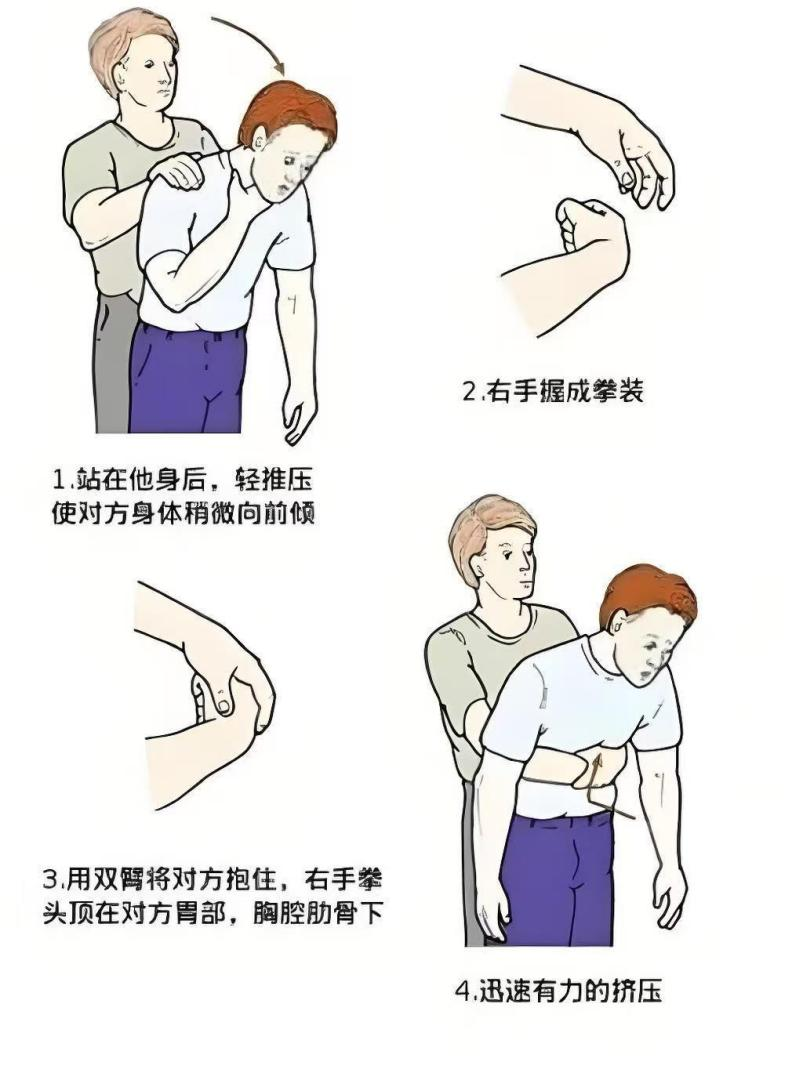 1.站在他身后，轻推压
使对方身体稍微向前倾
2.右手握成拳装
3.用双臂将对方抱住，右手拳
头顶在对方胃部，胸腔肋骨下
4.迅速有力的挤压